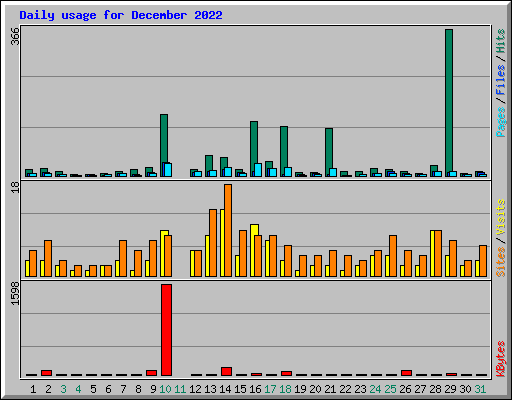 Daily usage for December 2022
366
Pages / Files / Hits
18
Sites / Visits
1598
KBytes
1 2 3 4 5 6 7 8 9 10 11 12 13 14 15 16 17 18 19 20 21 22 23 24 25 26 27 28 29 30 31